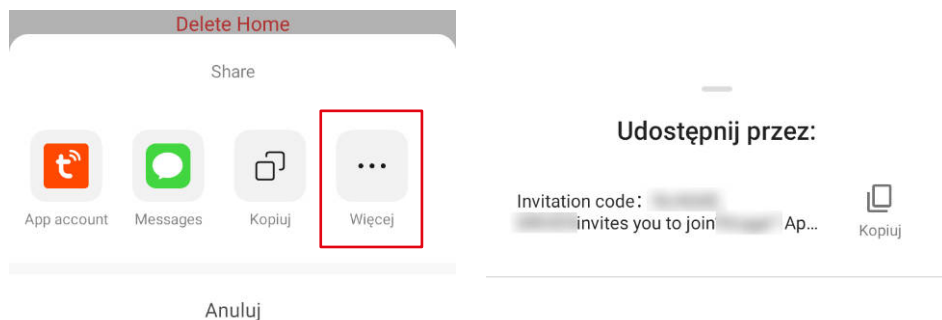 Delete Home
Share
App account
Messages
Kopiuj
Więcej
Anuluj
Udostępnij przez:
Invitation code:
invites you to join Ap...
Kopiuj